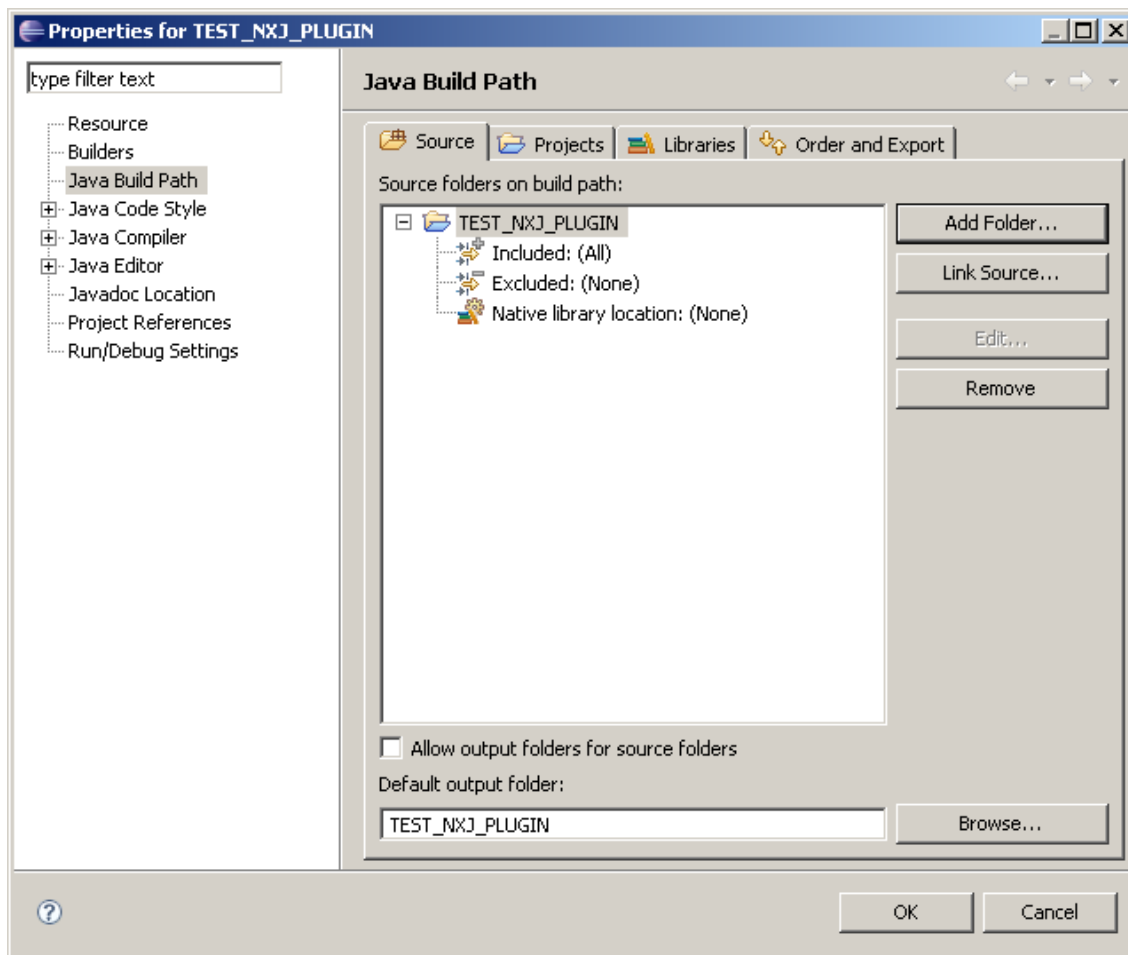 Properties for TEST_NXJ_PLUGIN
type filter text
Resource
Builders
Java Build Path
Java Code Style
Java Compiler
Java Editor
Javadoc Location
Project References
Run/Debug Settings
Java Build Path
Source Projects Libraries Order and Export
Source folders on build path:
TEST_NXJ_PLUGIN
Included: (All)
Excluded: (None)
Native library location: (None)
Add Folder...
Link Source...
Edit...
Remove
Allow output folders for source folders
Default output folder:
TEST_NXJ_PLUGIN
Browse...
OK Cancel